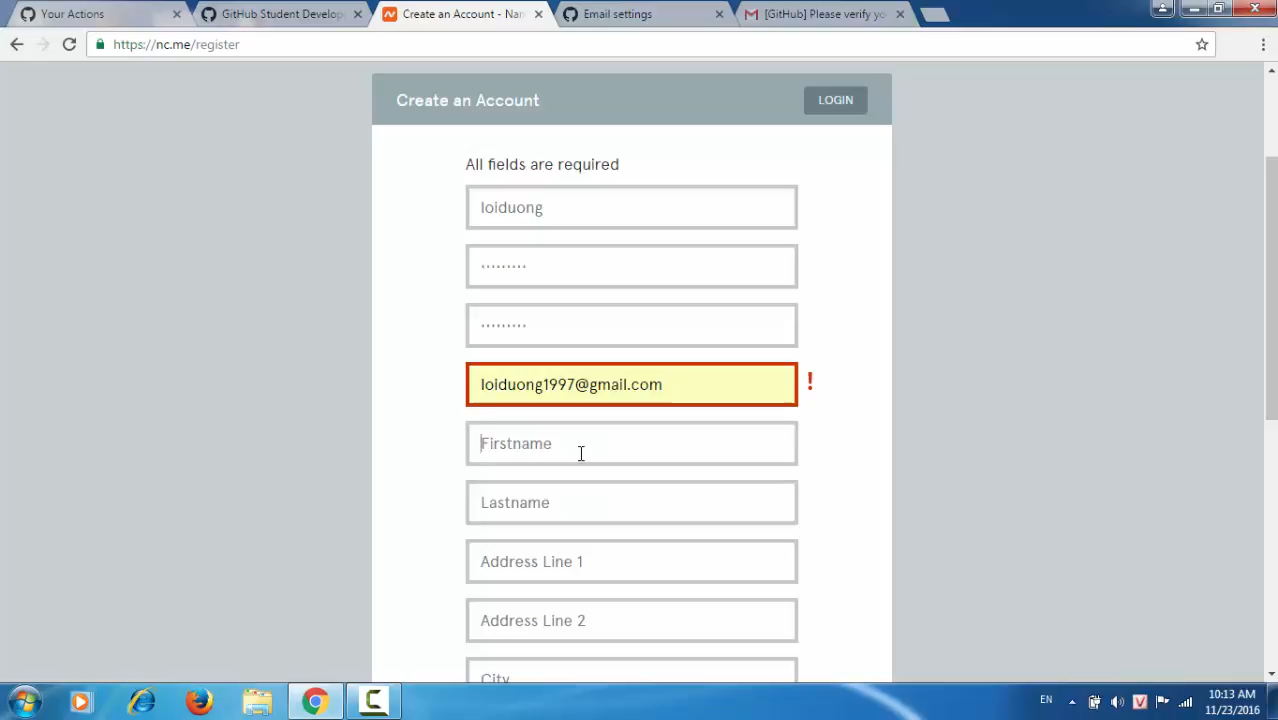 Your Actions
GitHub Student Develop
Create an Account - Nan
Email settings
[GitHub] Please verify yo
https://nc.me/register
Create an Account
LOGIN
All fields are required
loiduong
·········
·········
loiduong1997@gmail.com
!
Firstname
Lastname
Address Line 1
Address Line 2
City
EN
10:13 AM
11/23/2016